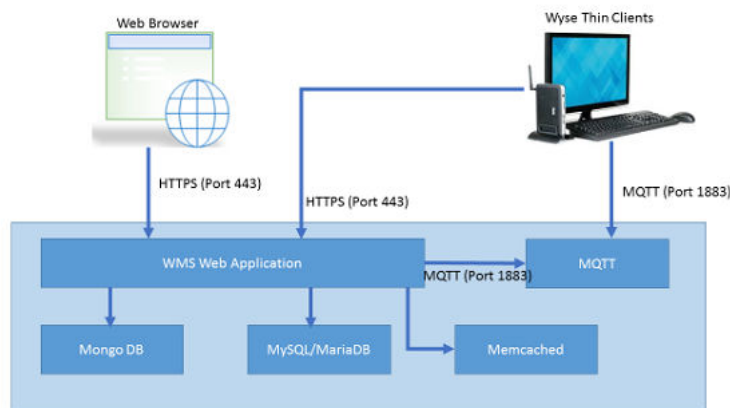 Web Browser
Wyse Thin Clients
HTTPS (Port 443)
HTTPS (Port 443)
MQTT (Port 1883)
WMS Web Application
MQTT (Port 1883)
MQTT
Mongo DB
MySQL/MariaDB
Memcached